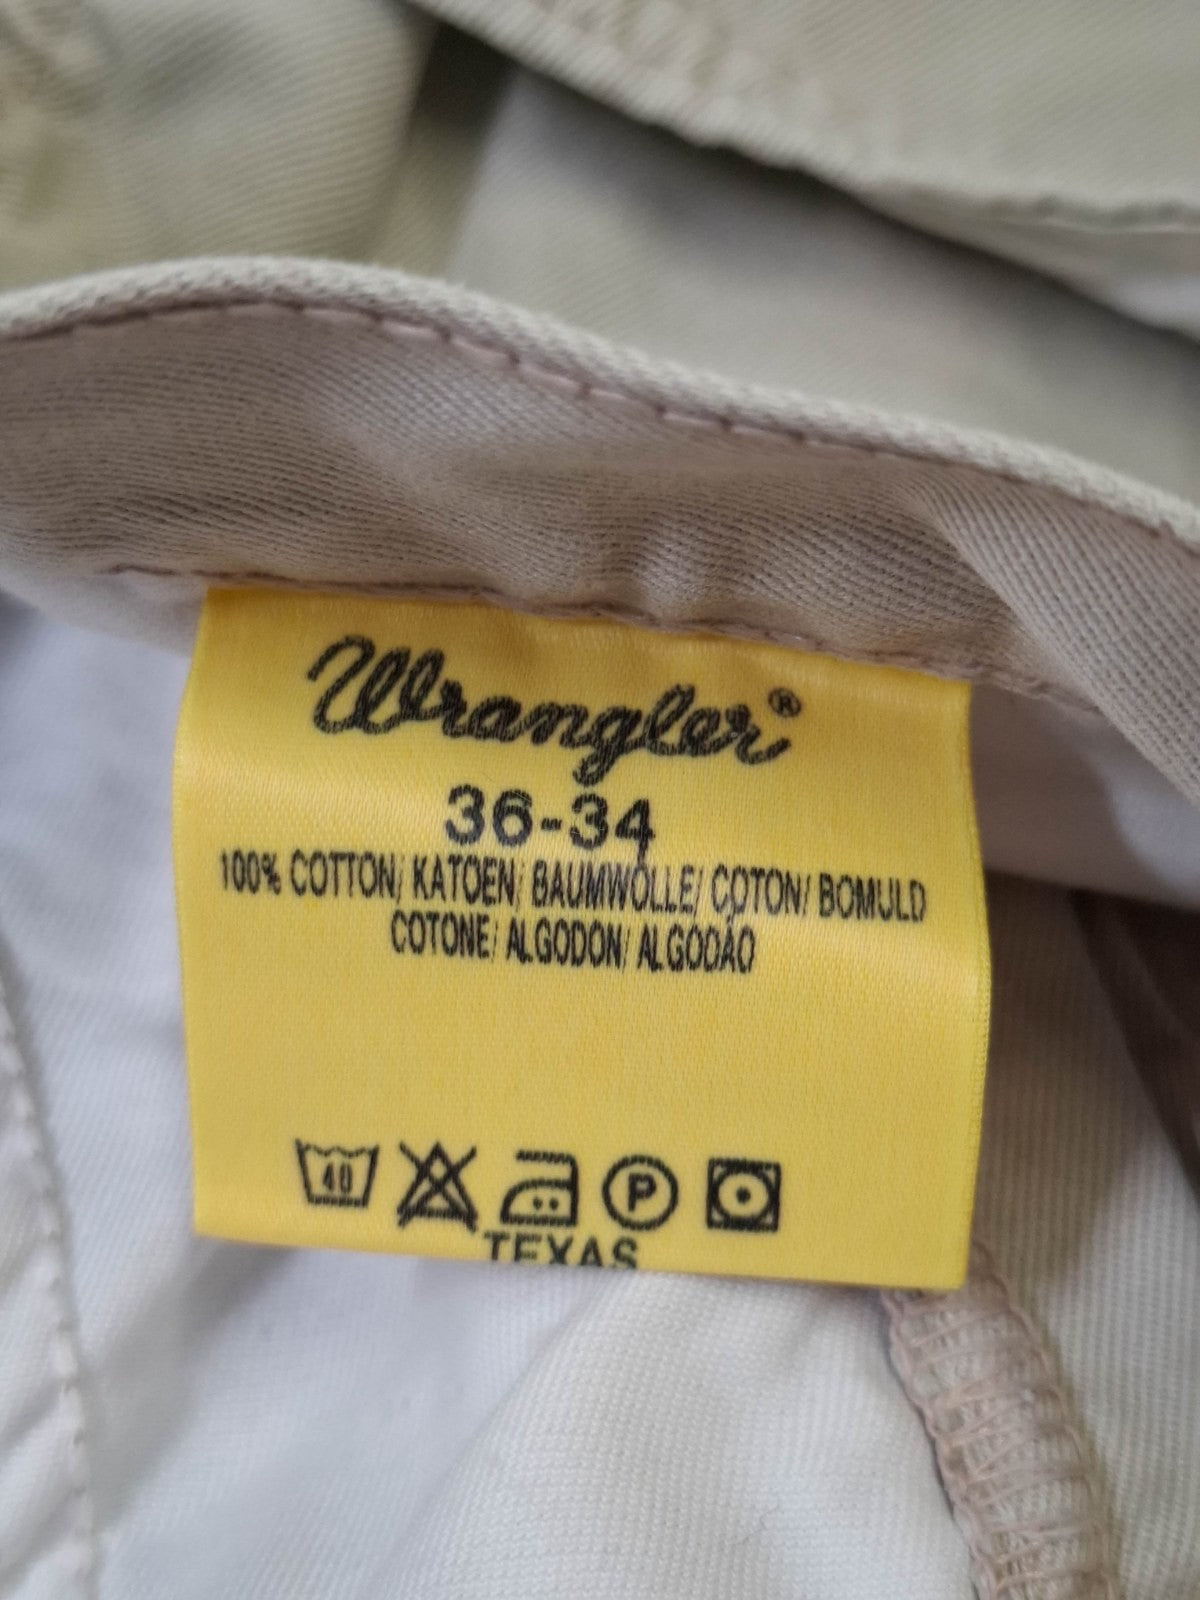 Wrangler®
36-34
100% COTTON/ KATOEN/ BAUMWOLLE/ COTON/ BOMULD
COTONE/ ALGODON/ ALGODÃO
40 P
TEXAS